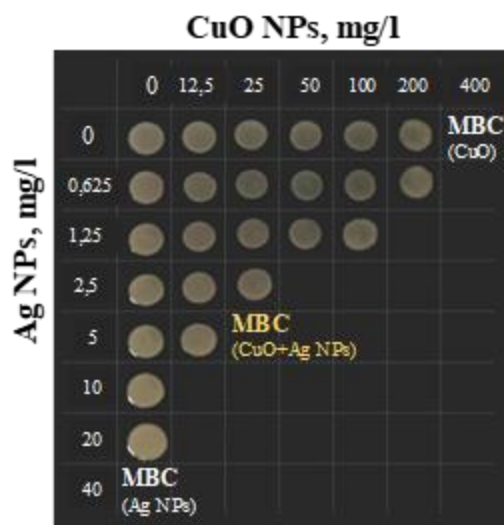 CuO NPs, mg/l
0 12,5 25 50 100 200 400
Ag NPs, mg/l
0 MBC
(CuO)
0,625
1,25
2,5
5 MBC
(CuO+Ag NPs)
10
20
40 MBC
(Ag NPs)